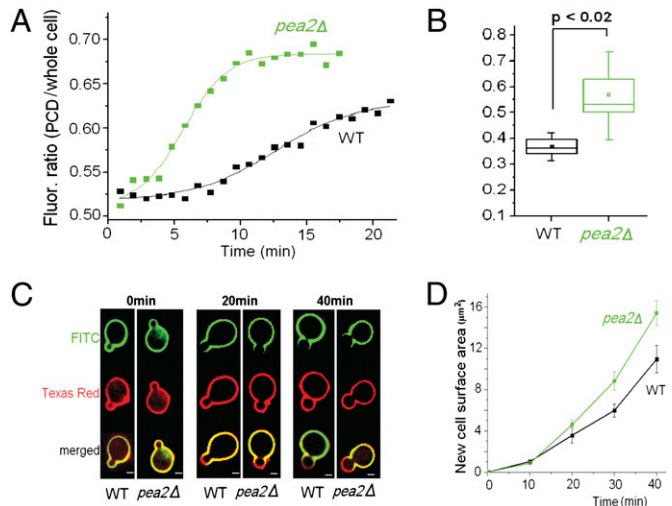 A
pea2Δ
WT
Fluor. ratio (PCD/whole cell)
0.70
0.65
0.60
0.55
0.50
0
5
10
15
20
Time (min)
B
p < 0.02
0.8
0.7
0.6
0.5
0.4
0.3
0.2
0.1
WT
pea2Δ
C
0min
20min
40min
FITC
Texas Red
merged
WT pea2Δ
WT pea2Δ
WT pea2Δ
D
New cell surface area (μm²)
16
12
8
4
0
pea2Δ
WT
0 10 20 30 40
Time (min)